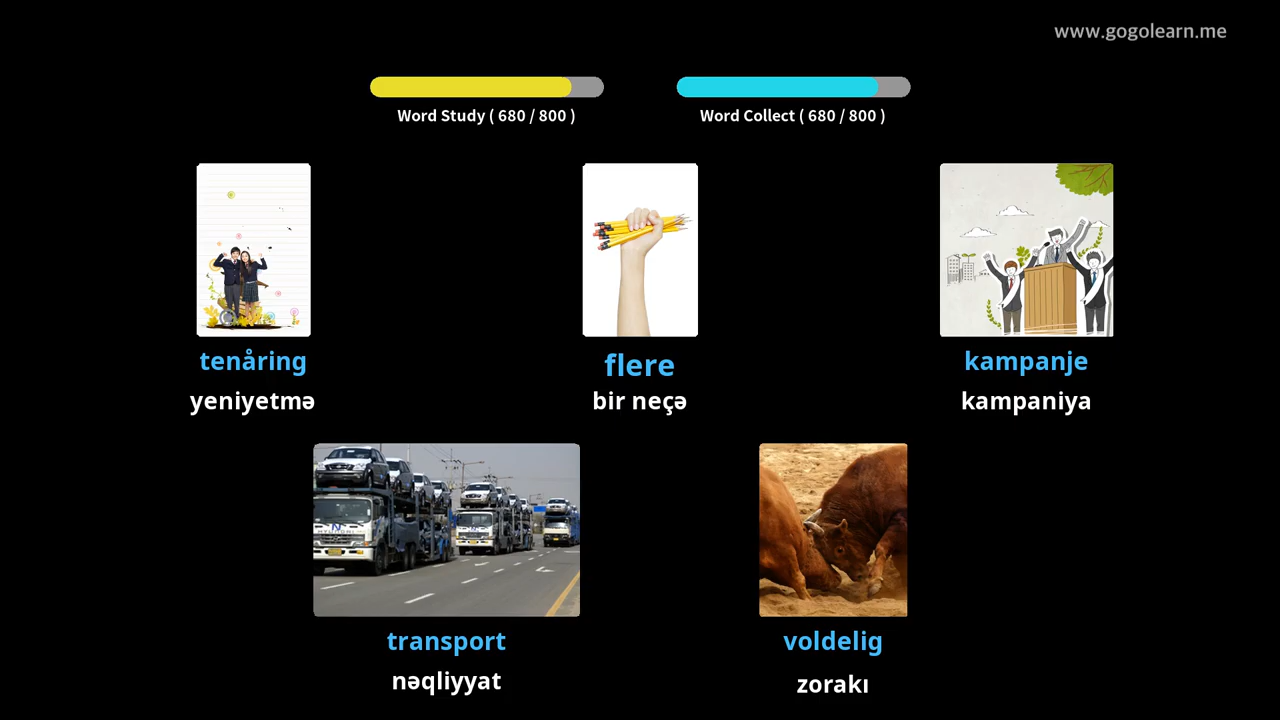 www.gogolearn.me
Word Study ( 680 / 800 )
Word Collect ( 680 / 800 )
tenåring
yeniyetmə
flere
bir neçə
kampanje
kampaniya
transport
nəqliyyat
voldelig
zorakı